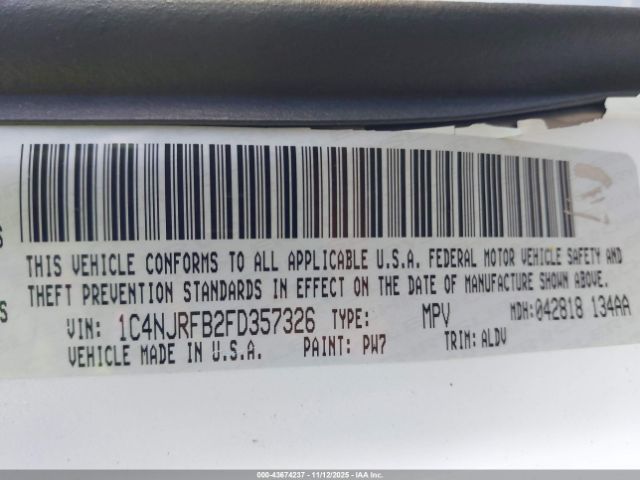 S
THIS VEHICLE CONFORMS TO ALL APPLICABLE U.S.A. FEDERAL MOTOR VEHICLE SAFETY AND
THEFT PREVENTION STANDARDS IN EFFECT ON THE DATE OF MANUFACTURE SHOWN ABOVE.
S
VIN: 1C4NJRFB2FD357326 TYPE: MPV MDH:042818 134AA
VEHICLE MADE IN U.S.A. PAINT: PW7 TRIM: ALDV
000-43674237 - 11/12/2025 - IAAI.COM